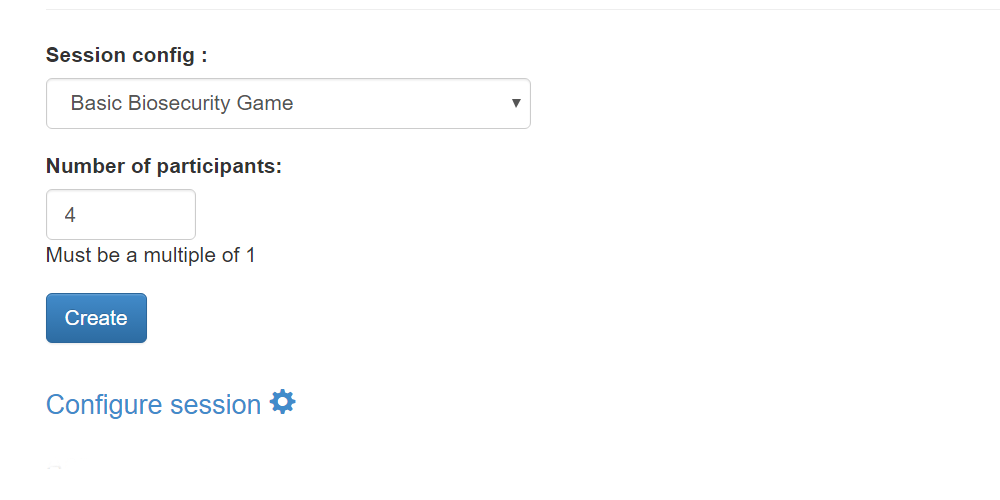 Session config :
Basic Biosecurity Game
Number of participants:
4
Must be a multiple of 1
Create
Configure session